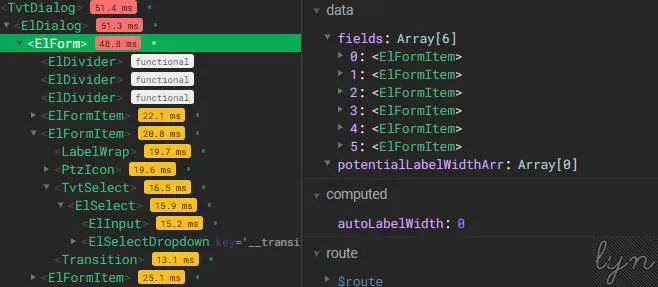 <TvtDialog> 51.4 ms
<ElDialog> 51.3 ms
<ElForm> 48.8 ms
<ElDivider> functional
<ElDivider> functional
<ElDivider> functional
<ElFormItem> 22.1 ms
<ElFormItem> 20.8 ms
<LabelWrap> 19.7 ms
<PtzIcon> 19.6 ms
<TvtSelect> 16.5 ms
<ElSelect> 15.9 ms
<ElInput> 15.2 ms
<ElSelectDropdown key='__transi
<Transition> 13.1 ms
<ElFormItem> 25.1 ms
data
fields: Array[6]
0: <ElFormItem>
1: <ElFormItem>
2: <ElFormItem>
3: <ElFormItem>
4: <ElFormItem>
5: <ElFormItem>
potentialLabelWidthArr: Array[0]
computed
autoLabelWidth: 0
route
$route
lyn